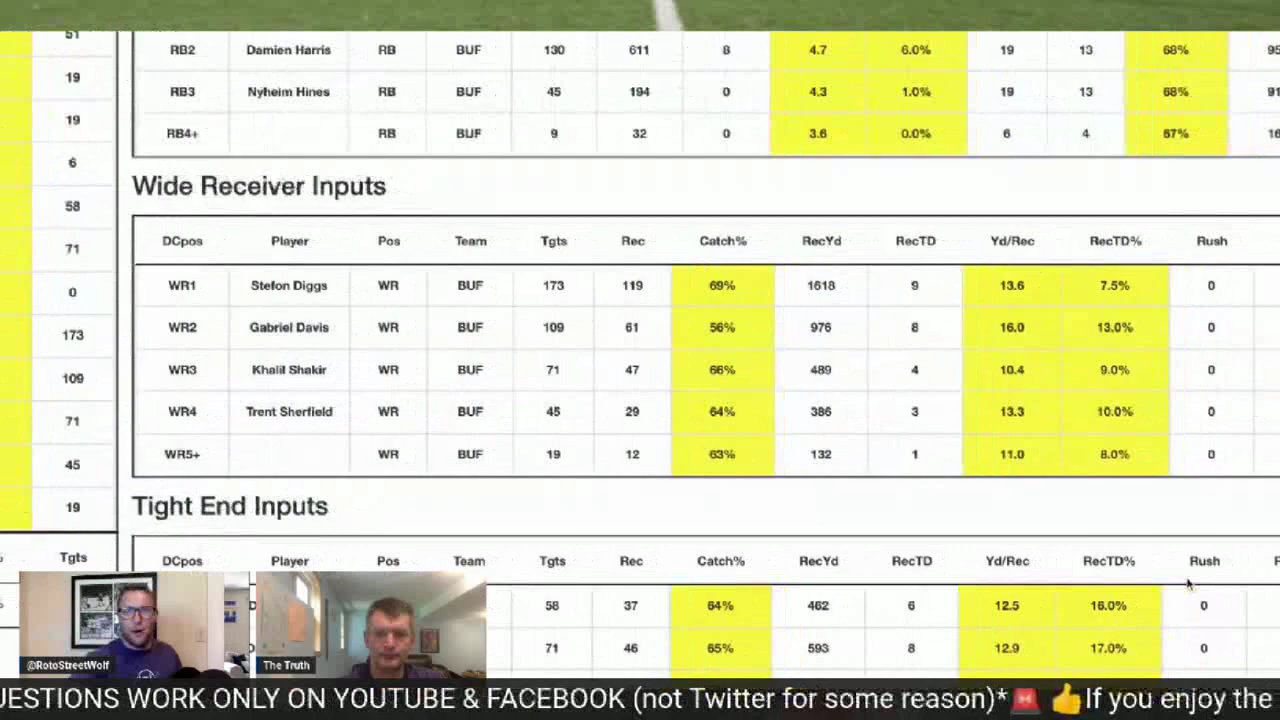 51
19
19
6
58
71
0
173
109
71
45
19
Tgts
RB2 Damien Harris RB BUF 130 611 8 4.7 6.0% 19 13 68% 95
RB3 Nyheim Hines RB BUF 45 194 0 4.3 1.0% 19 13 68% 91
RB4+ RB BUF 9 32 0 3.6 0.0% 6 4 67% 16
Wide Receiver Inputs
DCpos Player Pos Team Tgts Rec Catch% RecYd RecTD Yd/Rec RecTD% Rush
WR1 Stefon Diggs WR BUF 173 119 69% 1618 9 13.6 7.5% 0
WR2 Gabriel Davis WR BUF 109 61 56% 976 8 16.0 13.0% 0
WR3 Khalil Shakir WR BUF 71 47 66% 489 4 10.4 9.0% 0
WR4 Trent Sherfield WR BUF 45 29 64% 386 3 13.3 10.0% 0
WR5+ WR BUF 19 12 63% 132 1 11.0 8.0% 0
Tight End Inputs
DCpos Player Pos Team Tgts Rec Catch% RecYd RecTD Yd/Rec RecTD% Rush
58 37 64% 462 6 12.5 16.0% 0
71 46 65% 593 8 12.9 17.0% 0
@RotoStreetWolf
The Truth
UESTIONS WORK ONLY ON YOUTUBE & FACEBOOK (not Twitter for some reason)*🚨 👍If you enjoy the